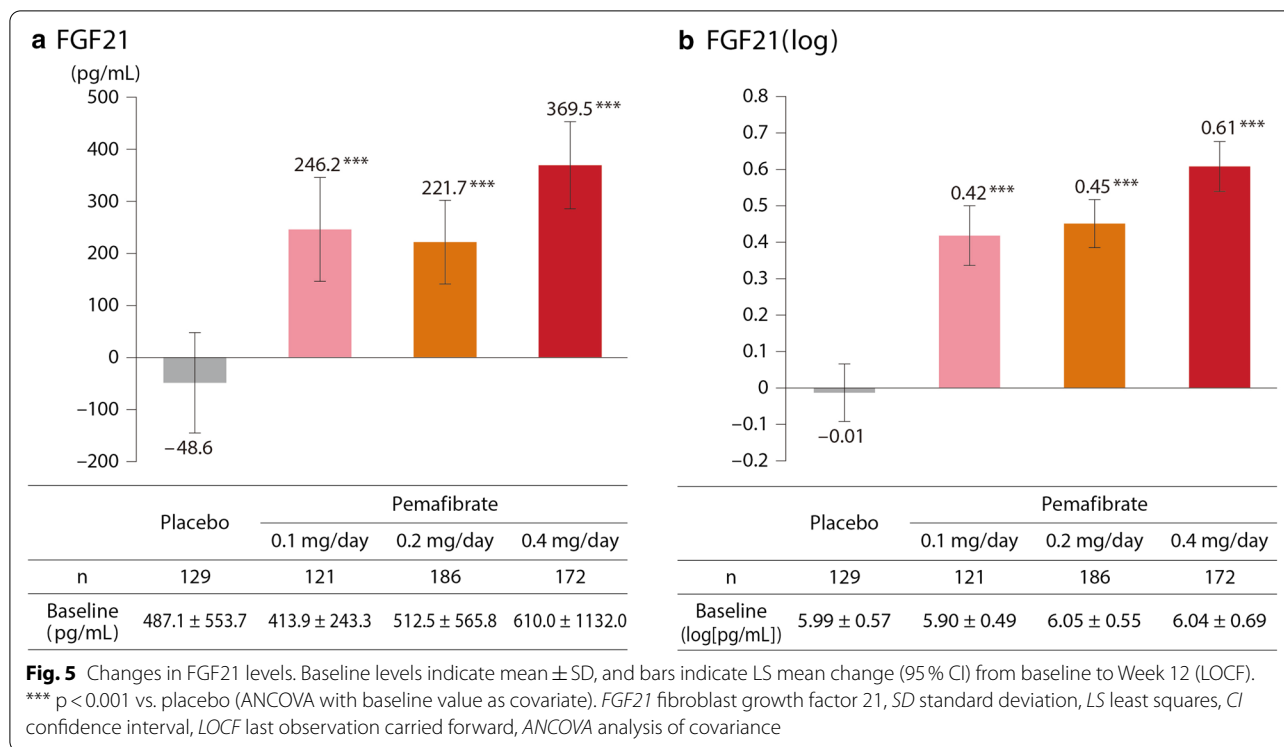 a FGF21
(pg/mL)
500
400
300
200
100
0
−100
−200
−48.6
246.2 ***
221.7 ***
369.5 ***
Placebo
Pemafibrate
0.1 mg/day 0.2 mg/day 0.4 mg/day
n 129 121 186 172
Baseline
(pg/mL) 487.1 ± 553.7 413.9 ± 243.3 512.5 ± 565.8 610.0 ± 1132.0
b FGF21(log)
0.8
0.7
0.6
0.5
0.4
0.3
0.2
0.1
0
−0.1
−0.2
−0.01
0.42 ***
0.45 ***
0.61 ***
Placebo
Pemafibrate
0.1 mg/day 0.2 mg/day 0.4 mg/day
n 129 121 186 172
Baseline
(log[pg/mL]) 5.99 ± 0.57 5.90 ± 0.49 6.05 ± 0.55 6.04 ± 0.69
Fig. 5 Changes in FGF21 levels. Baseline levels indicate mean ± SD, and bars indicate LS mean change (95% CI) from baseline to Week 12 (LOCF).
*** p < 0.001 vs. placebo (ANCOVA with baseline value as covariate). FGF21 fibroblast growth factor 21, SD standard deviation, LS least squares, CI
confidence interval, LOCF last observation carried forward, ANCOVA analysis of covariance